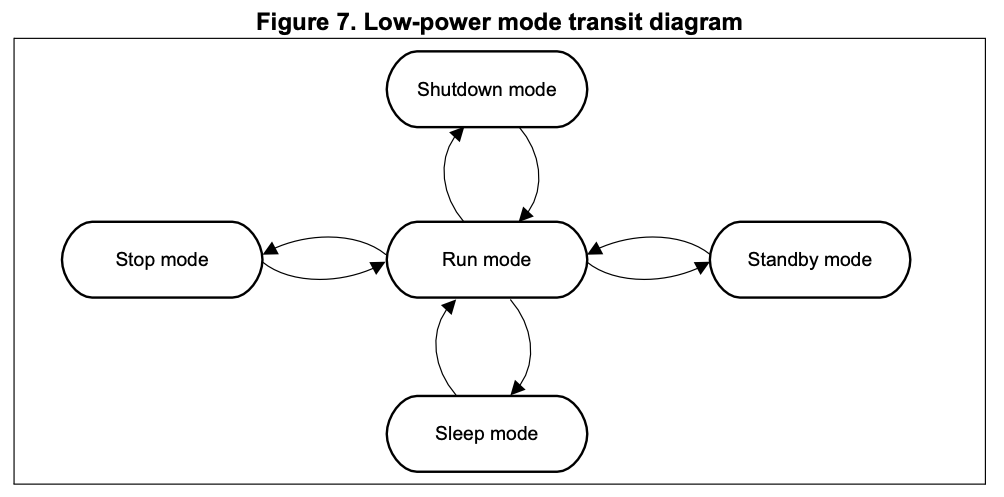 Figure 7. Low-power mode transit diagram
Shutdown mode
Stop mode
Run mode
Standby mode
Sleep mode